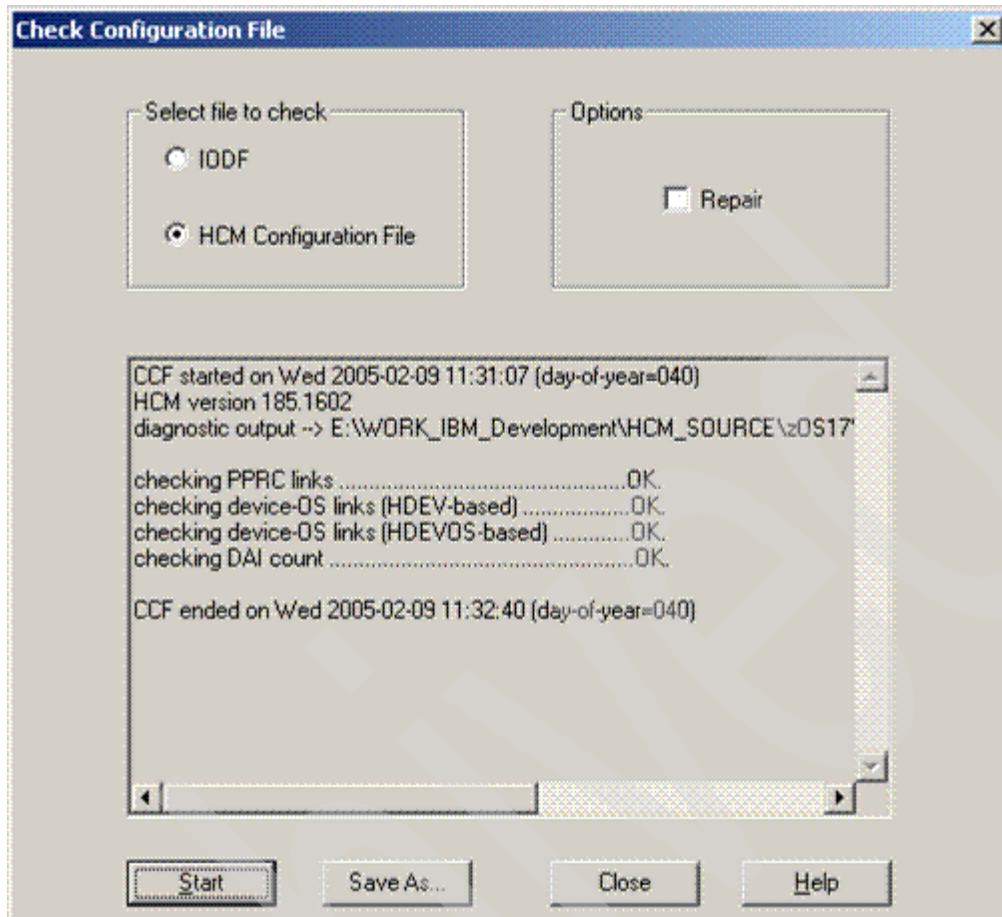 Check Configuration File
Select file to check
IODF
HCM Configuration File
Options
Repair
CCF started on Wed 2005-02-09 11:31:07 (day-of-year=040)
HCM version 185.1602
diagnostic output --> E:\WORK_IBM_Development\HCM_SOURCE\zOS17'
checking PPRC links ................................................OK.
checking device-OS links (HDEV-based) ..................OK.
checking device-OS links (HDEVOS-based) .............OK.
checking DAI count ...................................................OK.
CCF ended on Wed 2005-02-09 11:32:40 (day-of-year=040)
Start
Save As...
Close
Help